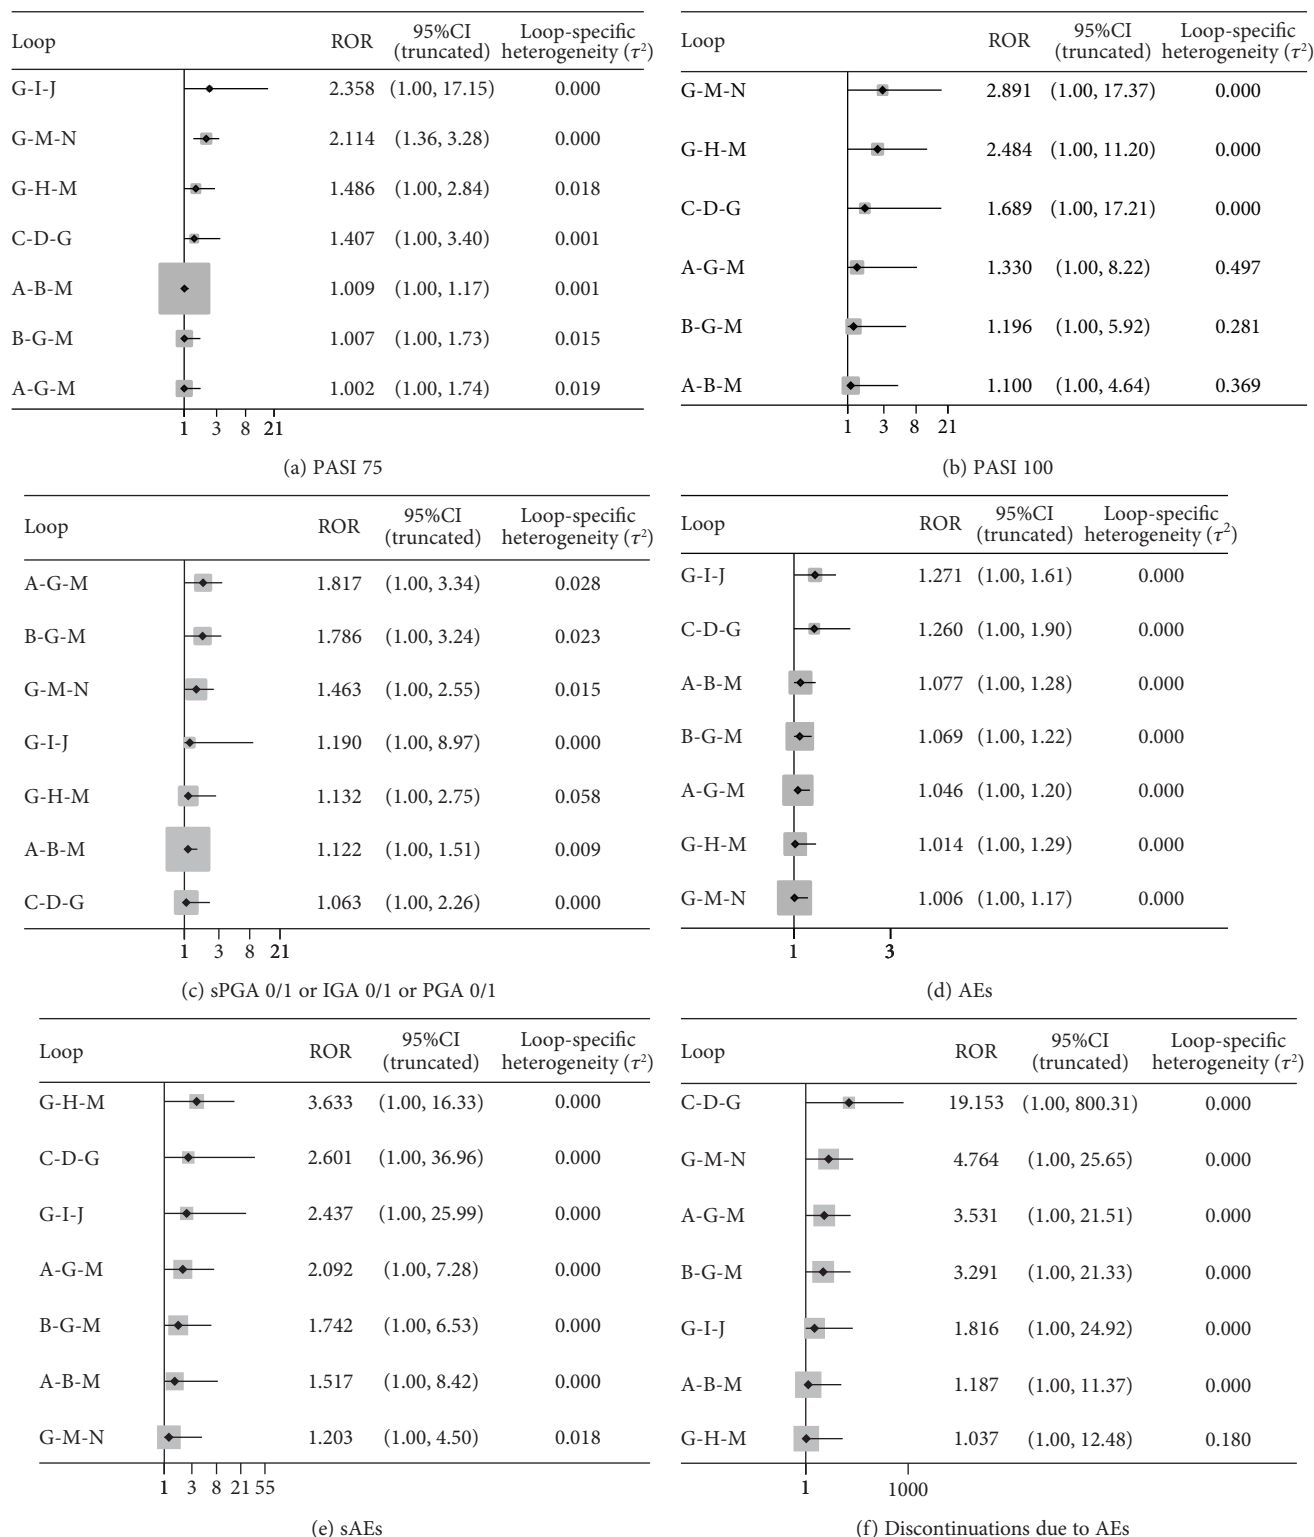 Loop ROR 95%CI (truncated) Loop-specific heterogeneity (τ²)
G-I-J 2.358 (1.00, 17.15) 0.000
G-M-N 2.114 (1.36, 3.28) 0.000
G-H-M 1.486 (1.00, 2.84) 0.018
C-D-G 1.407 (1.00, 3.40) 0.001
A-B-M 1.009 (1.00, 1.17) 0.001
B-G-M 1.007 (1.00, 1.73) 0.015
A-G-M 1.002 (1.00, 1.74) 0.019
1 3 8 21
(a) PASI 75
Loop ROR 95%CI (truncated) Loop-specific heterogeneity (τ²)
G-M-N 2.891 (1.00, 17.37) 0.000
G-H-M 2.484 (1.00, 11.20) 0.000
C-D-G 1.689 (1.00, 17.21) 0.000
A-G-M 1.330 (1.00, 8.22) 0.497
B-G-M 1.196 (1.00, 5.92) 0.281
A-B-M 1.100 (1.00, 4.64) 0.369
1 3 8 21
(b) PASI 100
Loop ROR 95%CI (truncated) Loop-specific heterogeneity (τ²)
A-G-M 1.817 (1.00, 3.34) 0.028
B-G-M 1.786 (1.00, 3.24) 0.023
G-M-N 1.463 (1.00, 2.55) 0.015
G-I-J 1.190 (1.00, 8.97) 0.000
G-H-M 1.132 (1.00, 2.75) 0.058
A-B-M 1.122 (1.00, 1.51) 0.009
C-D-G 1.063 (1.00, 2.26) 0.000
1 3 8 21
(c) sPGA 0/1 or IGA 0/1 or PGA 0/1
Loop ROR 95%CI (truncated) Loop-specific heterogeneity (τ²)
G-I-J 1.271 (1.00, 1.61) 0.000
C-D-G 1.260 (1.00, 1.90) 0.000
A-B-M 1.077 (1.00, 1.28) 0.000
B-G-M 1.069 (1.00, 1.22) 0.000
A-G-M 1.046 (1.00, 1.20) 0.000
G-H-M 1.014 (1.00, 1.29) 0.000
G-M-N 1.006 (1.00, 1.17) 0.000
1 3
(d) AEs
Loop ROR 95%CI (truncated) Loop-specific heterogeneity (τ²)
G-H-M 3.633 (1.00, 16.33) 0.000
C-D-G 2.601 (1.00, 36.96) 0.000
G-I-J 2.437 (1.00, 25.99) 0.000
A-G-M 2.092 (1.00, 7.28) 0.000
B-G-M 1.742 (1.00, 6.53) 0.000
A-B-M 1.517 (1.00, 8.42) 0.000
G-M-N 1.203 (1.00, 4.50) 0.018
1 3 8 21 55
(e) sAEs
Loop ROR 95%CI (truncated) Loop-specific heterogeneity (τ²)
C-D-G 19.153 (1.00, 800.31) 0.000
G-M-N 4.764 (1.00, 25.65) 0.000
A-G-M 3.531 (1.00, 21.51) 0.000
B-G-M 3.291 (1.00, 21.33) 0.000
G-I-J 1.816 (1.00, 24.92) 0.000
A-B-M 1.187 (1.00, 11.37) 0.000
G-H-M 1.037 (1.00, 12.48) 0.180
1 1000
(f) Discontinuations due to AEs